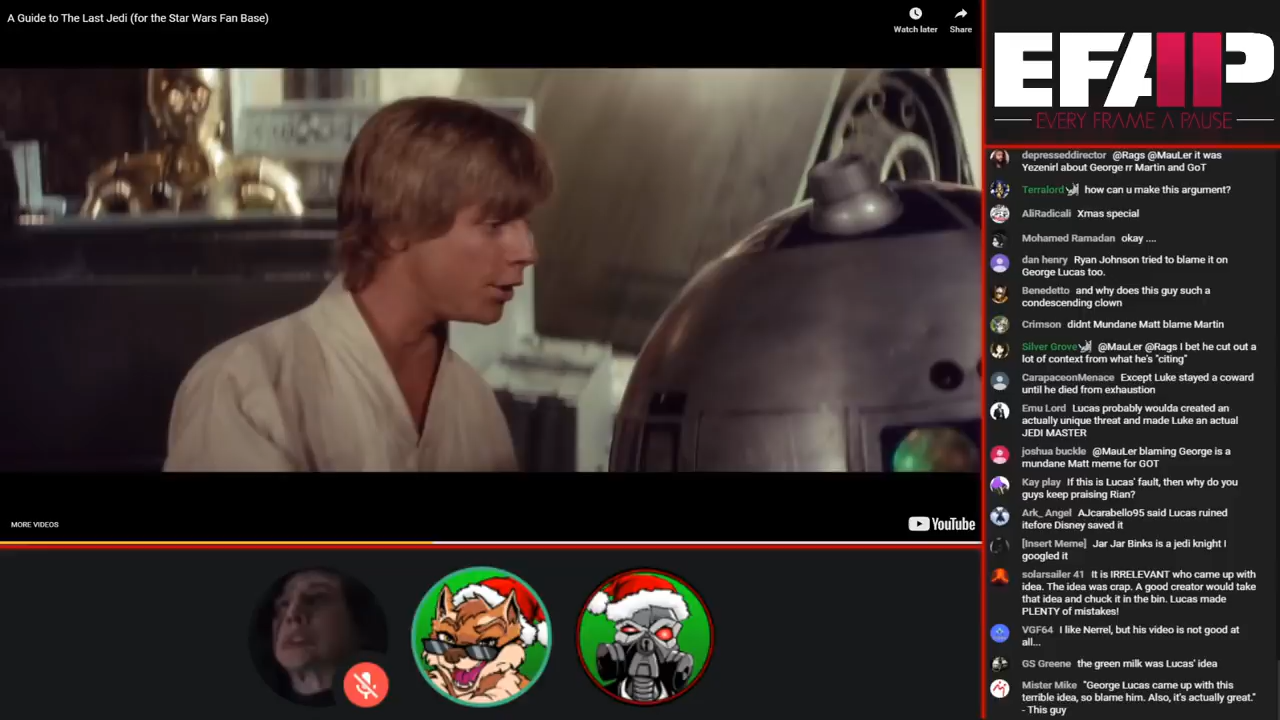 A Guide to The Last Jedi (for the Star Wars Fan Base)
Watch later
Share
MORE VIDEOS
YouTube
EFAP
EVERY FRAME A PAUSE
depresseddirector @Rags @MauLer it was
Yezenirl about George rr Martin and GoT
Terralord how can u make this argument?
AliRadicali Xmas special
Mohamed Ramadan okay ....
dan henry Ryan Johnson tried to blame it on
George Lucas too.
Benedetto and why does this guy such a
condescending clown
Crimson didnt Mundane Matt blame Martin
Silver Grove @MauLer @Rags I bet he cut out a
lot of context from what he's "citing"
CarapaceonMenace Except Luke stayed a coward
until he died from exhaustion
Emu Lord Lucas probably woulda created an
actually unique threat and made Luke an actual
JEDI MASTER
joshua buckle @MauLer blaming George is a
mundane Matt meme for GOT
Kay play If this is Lucas' fault, then why do you
guys keep praising Rian?
Ark_ Angel AJcarabello95 said Lucas ruined
itefore Disney saved it
[Insert Meme] Jar Jar Binks is a jedi knight I
googled it
solarsailer 41 It is IRRELEVANT who came up with
idea. The idea was crap. A good creator would take
that idea and chuck it in the bin. Lucas made
PLENTY of mistakes!
VGF64 I like Nerrel, but his video is not good at
all...
GS Greene the green milk was Lucas' idea
Mister Mike "George Lucas came up with this
terrible idea, so blame him. Also, it's actually great."
- This guy